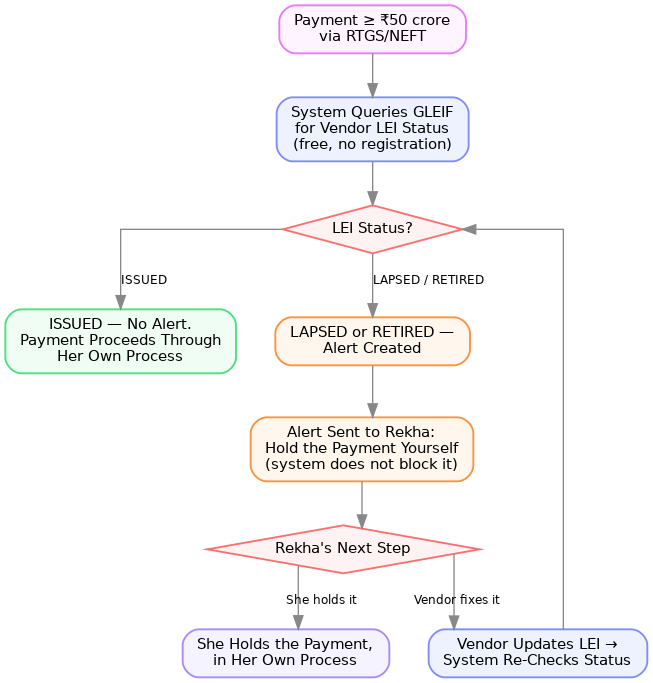 Payment ≥ ₹50 crore
via RTGS/NEFT
System Queries GLEIF
for Vendor LEI Status
(free, no registration)
LEI Status?
ISSUED
LAPSED / RETIRED
ISSUED — No Alert.
Payment Proceeds Through
Her Own Process
LAPSED or RETIRED —
Alert Created
Alert Sent to Rekha:
Hold the Payment Yourself
(system does not block it)
Rekha's Next Step
She holds it
Vendor fixes it
She Holds the Payment,
in Her Own Process
Vendor Updates LEI →
System Re-Checks Status